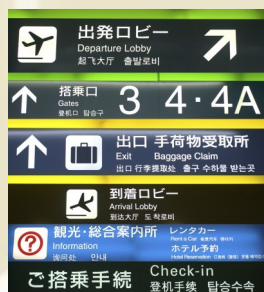 出発ロビー
Departure Lobby
起飞大厅 출발로비
搭乗口
Gates
登机口 탑승구
3 4・4A
出口 手荷物受取所
Exit Baggage Claim
出口 行李提取处 출구 수하물 받는곳
到着ロビー
Arrival Lobby
到达大厅 도착로비
観光・総合案内所
Information
询问处 안내
レンタカー
Rent a Car
ホテル予約
Hotel Reservation
ご搭乗手続 Check-in
登机手续 탑승수속